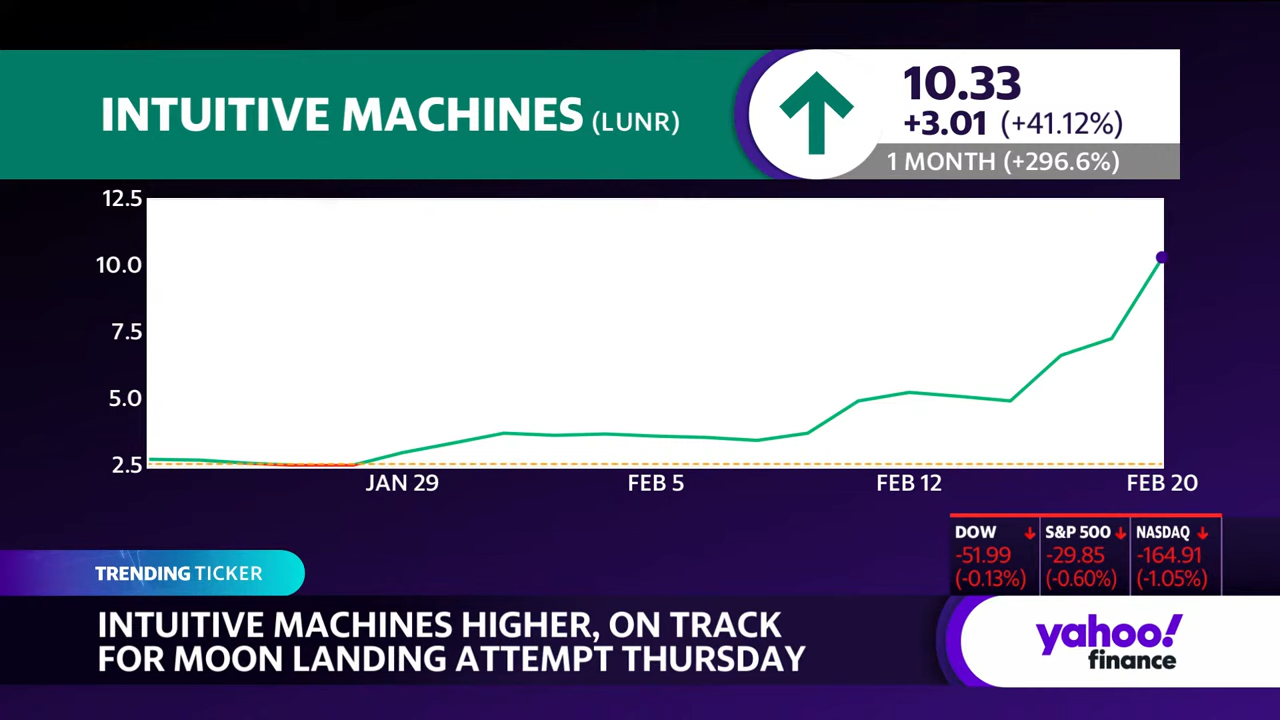 INTUITIVE MACHINES (LUNR)
10.33
+3.01 (+41.12%)
1 MONTH (+296.6%)
12.5
10.0
7.5
5.0
2.5
JAN 29 FEB 5 FEB 12 FEB 20
DOW S&P 500 NASDAQ
-51.99 -29.85 -164.91
(-0.13%) (-0.60%) (-1.05%)
TRENDING TICKER
INTUITIVE MACHINES HIGHER, ON TRACK
FOR MOON LANDING ATTEMPT THURSDAY
yahoo!
finance